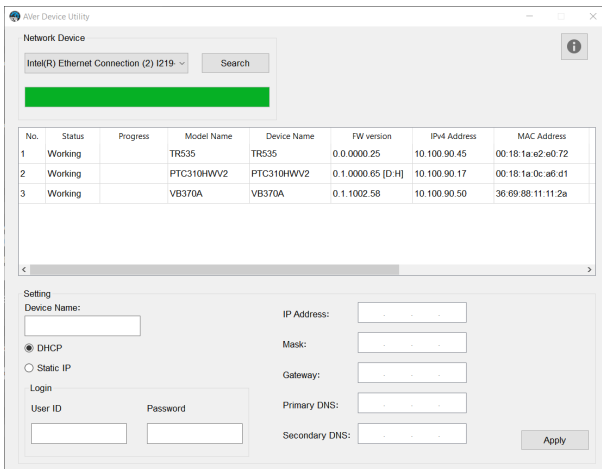 AVer Device Utility
Network Device
Intel(R) Ethernet Connection (2) I219- Search
No. Status Progress Model Name Device Name FW version IPv4 Address MAC Address
1 Working TR535 TR535 0.0.0000.25 10.100.90.45 00:18:1a:e2:e0:72
2 Working PTC310HWV2 PTC310HWV2 0.1.0000.65 [D:H] 10.100.90.17 00:18:1a:0c:a6:d1
3 Working VB370A VB370A 0.1.1002.58 10.100.90.50 36:69:88:11:11:2a
Setting
Device Name:
DHCP
Static IP
Login
User ID Password
IP Address:
Mask:
Gateway:
Primary DNS:
Secondary DNS:
Apply